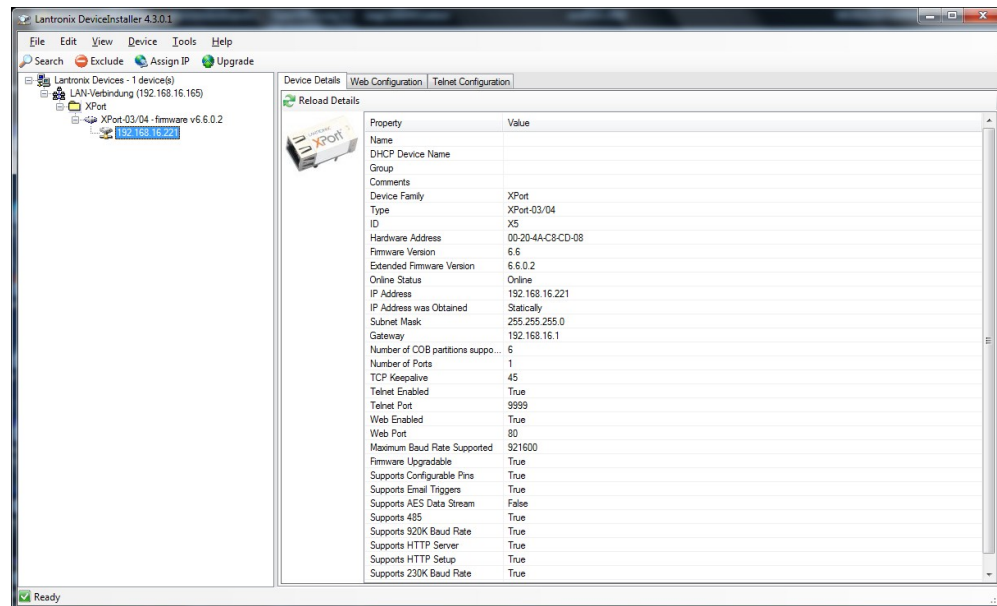 Lantronix DeviceInstaller 4.3.0.1
File Edit View Device Tools Help
Search Exclude Assign IP Upgrade
Lantronix Devices - 1 device(s)
LAN-Verbindung (192.168.16.165)
XPort
XPort-03/04 - firmware v6.6.0.2
192.168.16.221
Device Details Web Configuration Telnet Configuration
Reload Details
LANTRONIX
XPort
Property Value
Name
DHCP Device Name
Group
Comments
Device Family XPort
Type XPort-03/04
ID X5
Hardware Address 00-20-4A-C8-CD-08
Firmware Version 6.6
Extended Firmware Version 6.6.0.2
Online Status Online
IP Address 192.168.16.221
IP Address was Obtained Statically
Subnet Mask 255.255.255.0
Gateway 192.168.16.1
Number of COB partitions suppo... 6
Number of Ports 1
TCP Keepalive 45
Telnet Enabled True
Telnet Port 9999
Web Enabled True
Web Port 80
Maximum Baud Rate Supported 921600
Firmware Upgradable True
Supports Configurable Pins True
Supports Email Triggers True
Supports AES Data Stream False
Supports 485 True
Supports 920K Baud Rate True
Supports HTTP Server True
Supports HTTP Setup True
Supports 230K Baud Rate True
Ready